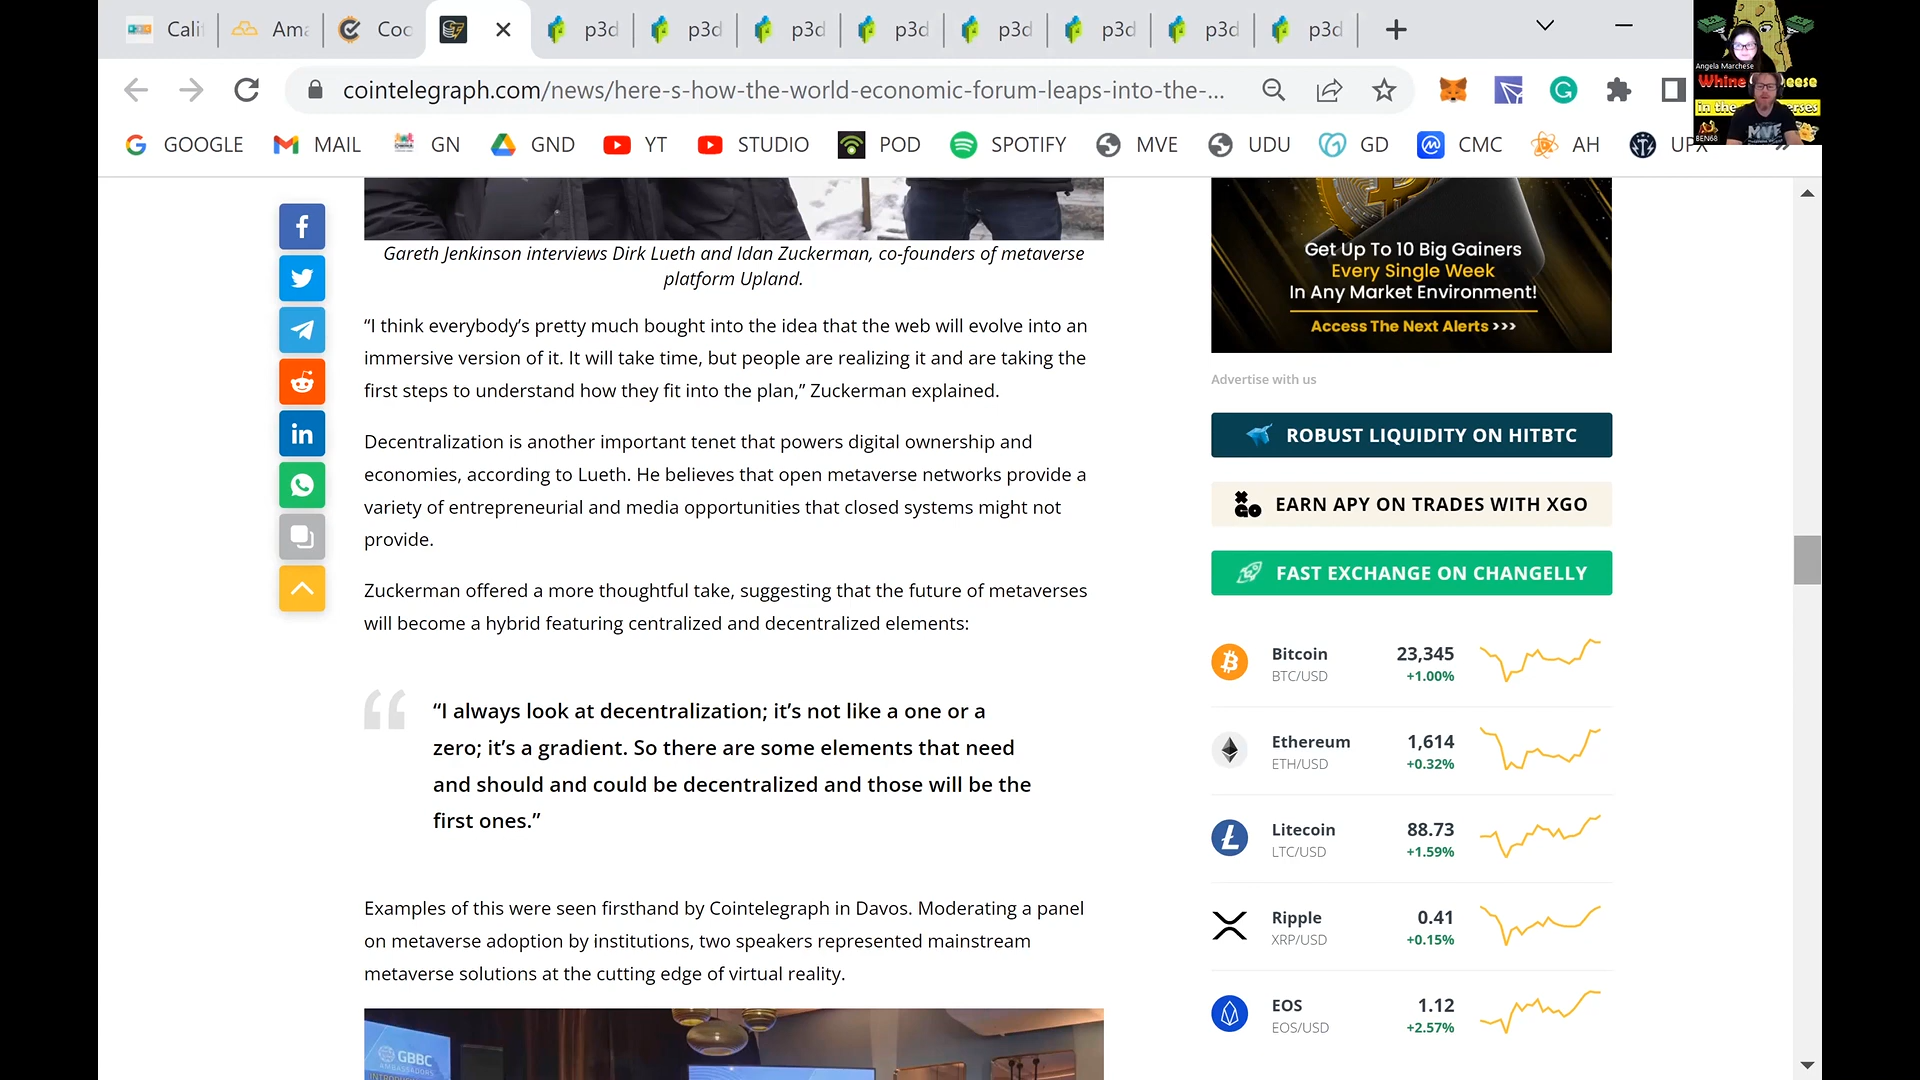 Cali
Ama
Coi
p3d
p3d
p3d
p3d
p3d
p3d
p3d
p3d
cointelegraph.com/news/here-s-how-the-world-economic-forum-leaps-into-the-...
GOOGLE
MAIL
GN
GND
YT
STUDIO
POD
SPOTIFY
MVE
UDU
GD
CMC
AH
UPX
Angela Marchese
Whine
eese
in the
rses
MVF
BEN68
Gareth Jenkinson interviews Dirk Lueth and Idan Zuckerman, co-founders of metaverse
platform Upland.
“I think everybody’s pretty much bought into the idea that the web will evolve into an
immersive version of it. It will take time, but people are realizing it and are taking the
first steps to understand how they fit into the plan,” Zuckerman explained.
Decentralization is another important tenet that powers digital ownership and
economies, according to Lueth. He believes that open metaverse networks provide a
variety of entrepreneurial and media opportunities that closed systems might not
provide.
Zuckerman offered a more thoughtful take, suggesting that the future of metaverses
will become a hybrid featuring centralized and decentralized elements:
“I always look at decentralization; it’s not like a one or a
zero; it’s a gradient. So there are some elements that need
and should and could be decentralized and those will be the
first ones.”
Examples of this were seen firsthand by Cointelegraph in Davos. Moderating a panel
on metaverse adoption by institutions, two speakers represented mainstream
metaverse solutions at the cutting edge of virtual reality.
GBBC
Get Up To 10 Big Gainers
Every Single Week
In Any Market Environment!
Access The Next Alerts >>>
Advertise with us
ROBUST LIQUIDITY ON HITBTC
XGO EARN APY ON TRADES WITH XGO
FAST EXCHANGE ON CHANGELLY
Bitcoin 23,345
BTC/USD +1.00%
Ethereum 1,614
ETH/USD +0.32%
Litecoin 88.73
LTC/USD +1.59%
Ripple 0.41
XRP/USD +0.15%
EOS 1.12
EOS/USD +2.57%